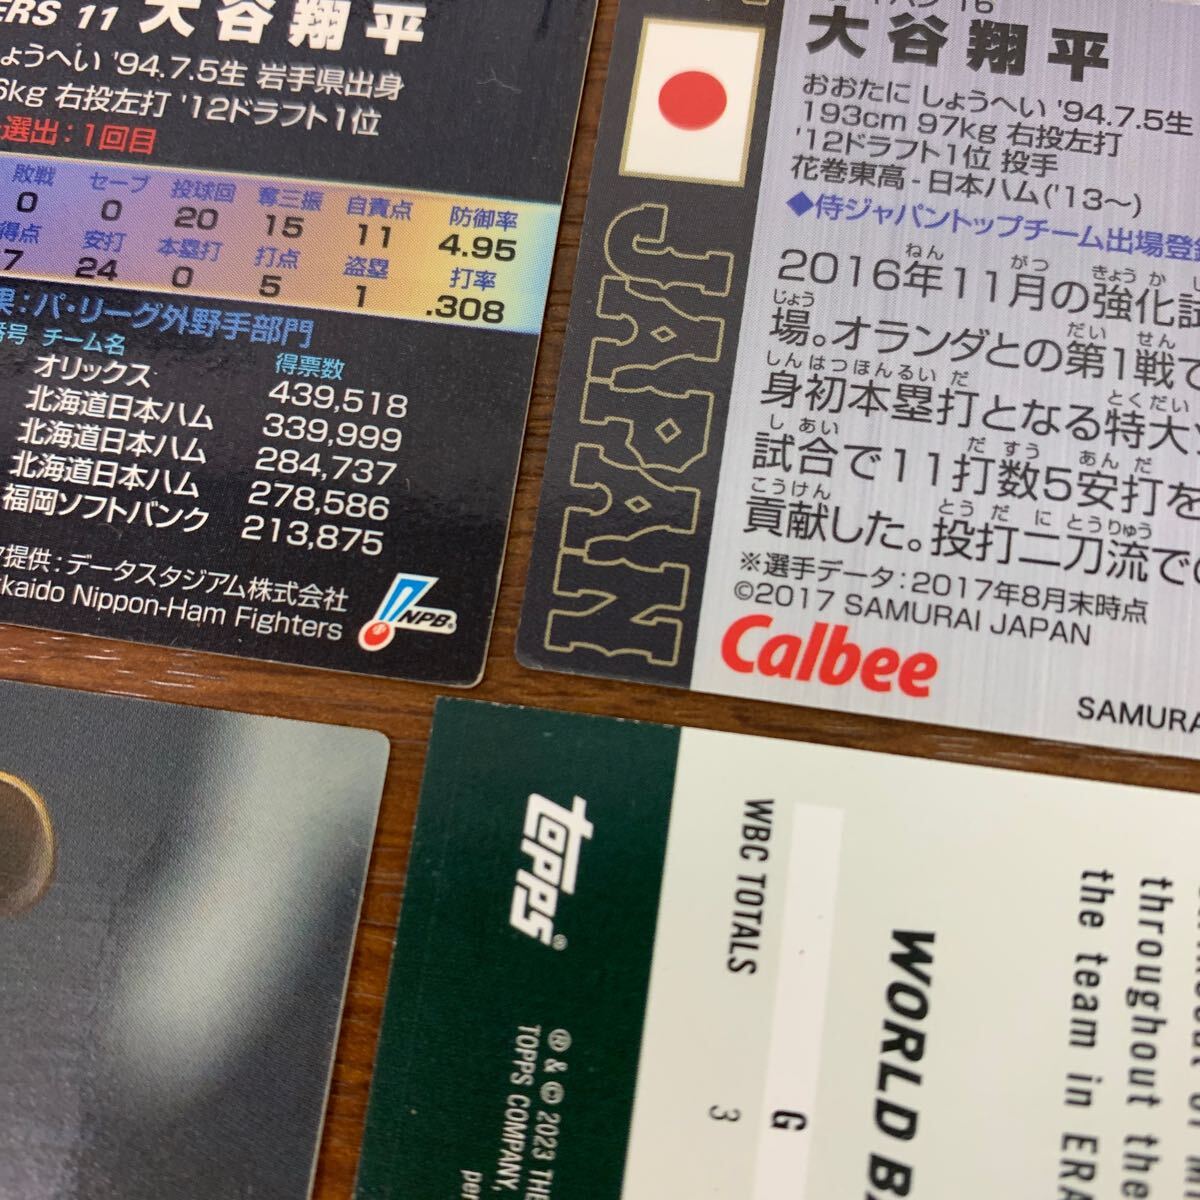 ERS 11 大谷翔平
ょうへい '94.7.5生 岩手県出身
6kg 右投左打 '12ドラフト1位
選出：1回目
敗戦 セーブ 投球回 奪三振 自責点 防御率
0 0 20 15 11 4.95
得点 安打 本塁打 打点 盗塁 打率
7 24 0 5 1 .308
果：パ・リーグ外野手部門
番号 チーム名 得票数
オリックス 439,518
北海道日本ハム 339,999
北海道日本ハム 284,737
北海道日本ハム 278,586
福岡ソフトバンク 213,875
提供：データスタジアム株式会社
kkaido Nippon-Ham Fighters
NPB
16
大谷翔平
おおたに しょうへい '94.7.5生
193cm 97kg 右投左打
'12ドラフト1位 投手
花巻東高-日本ハム('13〜)
◆侍ジャパントップチーム出場登録
2016年11月の強化試
場。オランダとの第1戦で
身初本塁打となる特大ソ
試合で11打数5安打を
貢献した。投打二刀流で
※選手データ：2017年8月末時点
©2017 SAMURAI JAPAN
Calbee
SAMURA
JAPAN
topps®
® & © 2023 THE
TOPPS COMPANY,
WBC TOTALS
G
3
WORLD BA
throughout the
the team in ERA